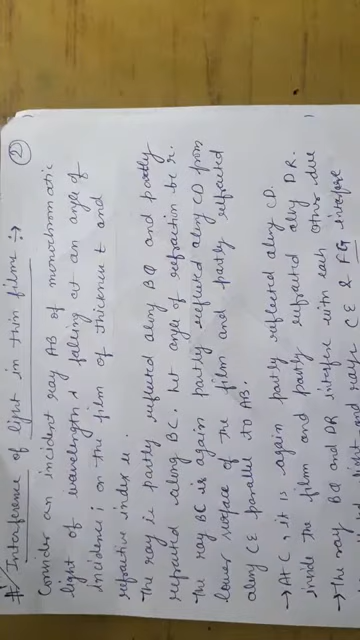 # Interference of light in thin films :→ (2)
Consider an incident ray AB of monochromatic
light of wavelength λ falling at an angle of
incidence i on the film of thickness t and
refractive index μ.
The ray is partly reflected along BQ and partly
refracted along BC. Let angle of refraction be r.
The ray BC is again partly reflected along CD from
lower surface of the film and partly refracted
along CE parallel to AB.
→ At C, it is again partly reflected along CD.
inside the film and partly refracted along DR.
→ The ray BQ and DR interfere with each other due
rays CE & FG